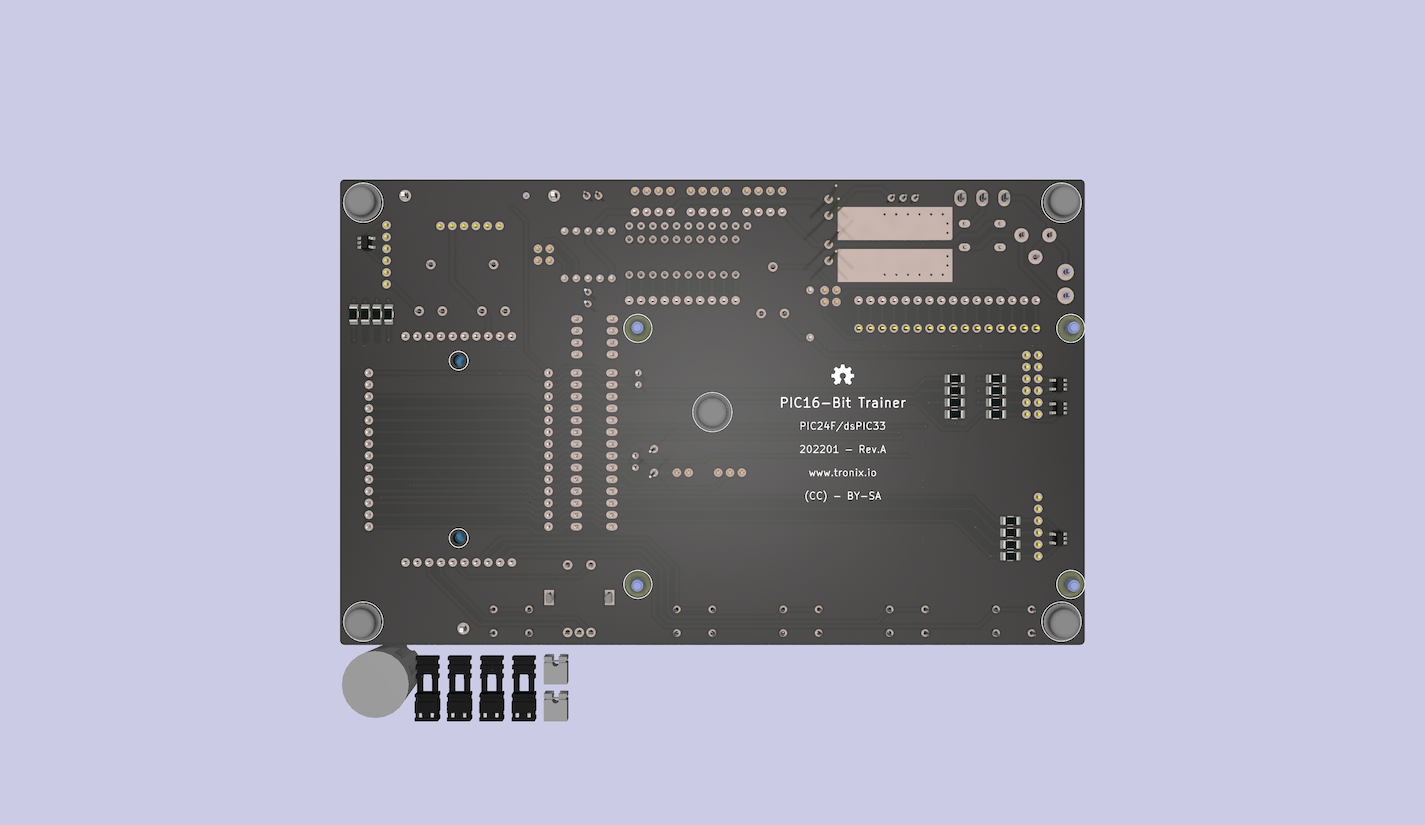 PIC16-Bit Trainer
PIC24F/dsPIC33
202201 - Rev.A
www.tronix.io
(CC) - BY-SA